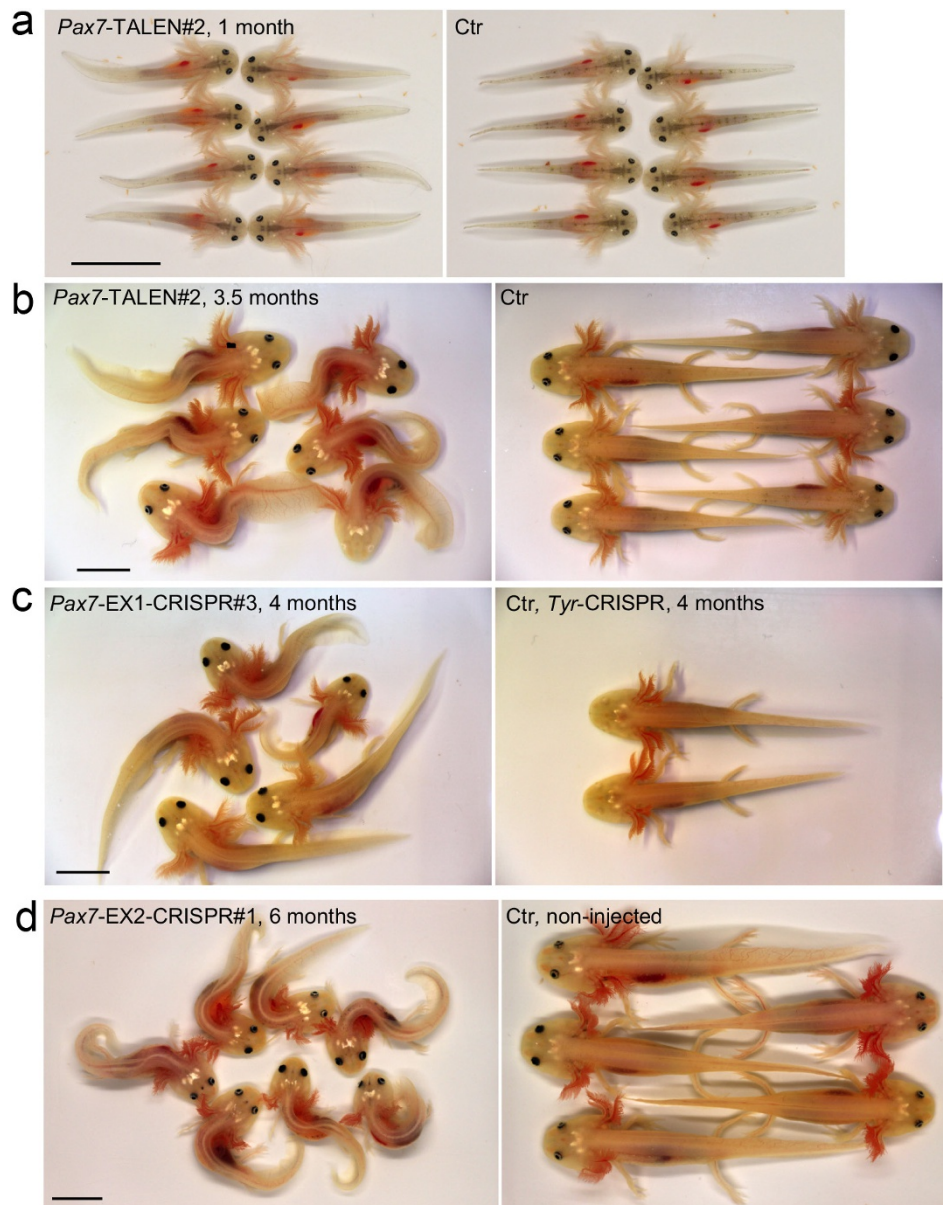 a
Pax7-TALEN#2, 1 month
Ctr
b
Pax7-TALEN#2, 3.5 months
Ctr
c
Pax7-EX1-CRISPR#3, 4 months
Ctr, Tyr-CRISPR, 4 months
d
Pax7-EX2-CRISPR#1, 6 months
Ctr, non-injected